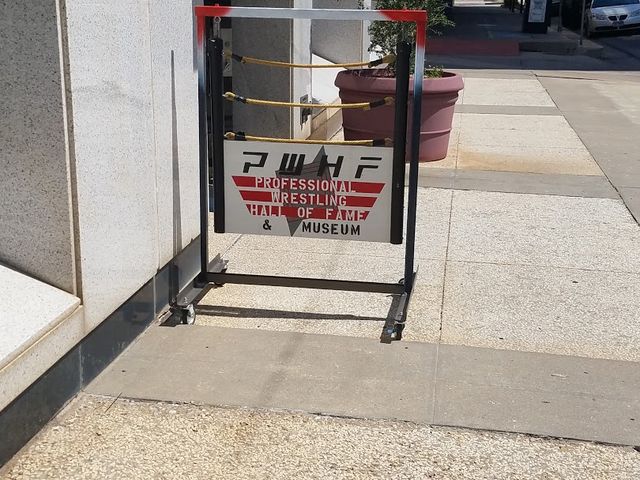 PWHF
PROFESSIONAL
WRESTLING
HALL OF FAME
& MUSEUM